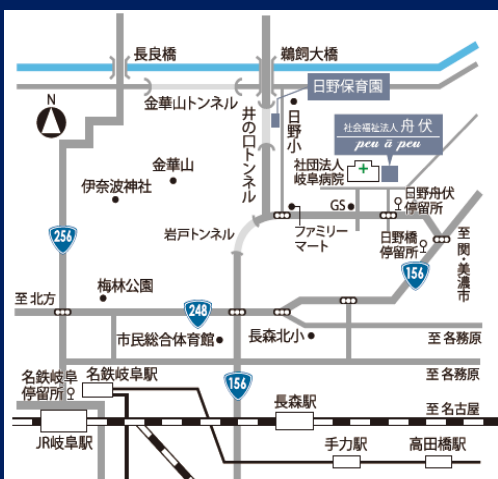 長良橋
鵜飼大橋
N
金華山トンネル
井の口トンネル
日野小
日野保育園
社会福祉法人 舟伏
peu à peu
社団法人
岐阜病院
金華山
伊奈波神社
GS
日野舟伏
停留所
ファミリー
マート
岩戸トンネル
日野橋
停留所
至 関・美濃市
256
156
梅林公園
至 北方
248
市民総合体育館
長森北小
至 各務原
名鉄岐阜
停留所
名鉄岐阜駅
156
至 各務原
長森駅
至 名古屋
JR岐阜駅
手力駅
高田橋駅